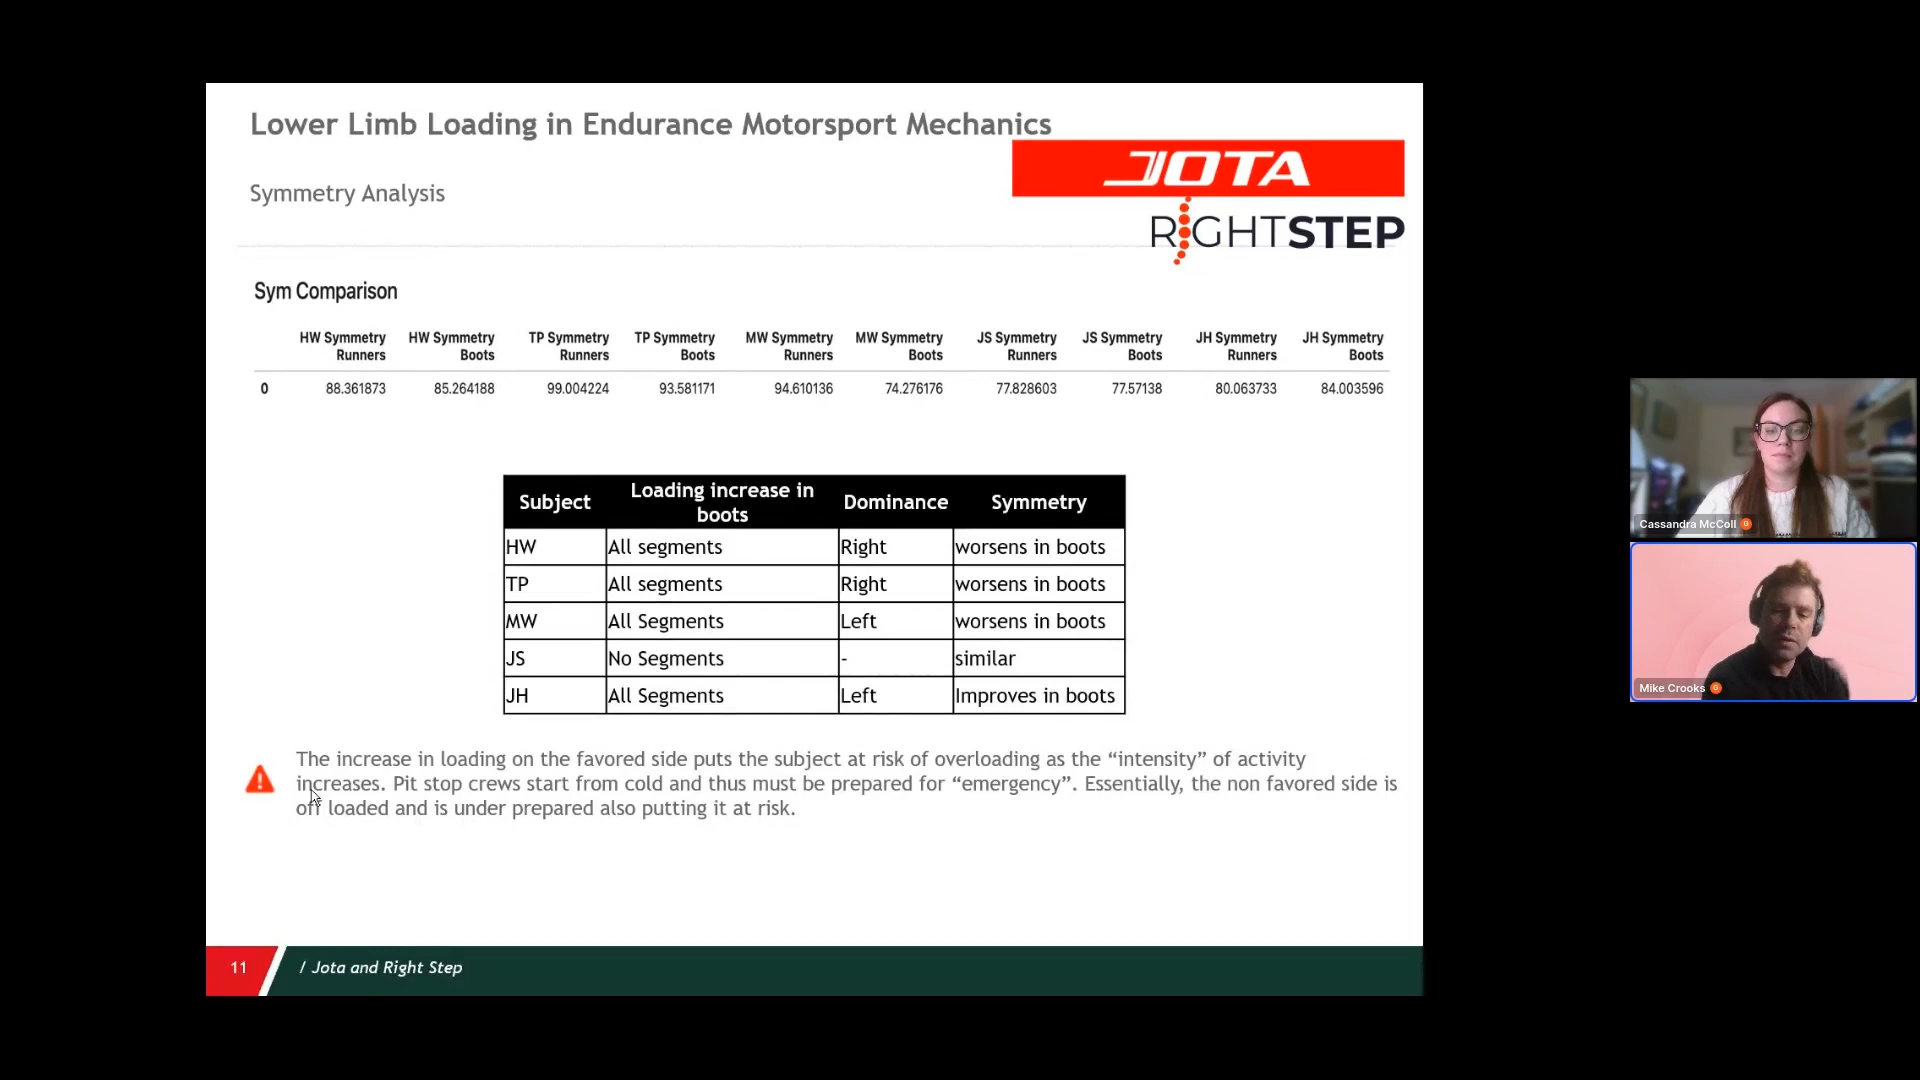 Lower Limb Loading in Endurance Motorsport Mechanics
JOTA
Symmetry Analysis
RIGHTSTEP
Sym Comparison
HW Symmetry Runners HW Symmetry Boots TP Symmetry Runners TP Symmetry Boots MW Symmetry Runners MW Symmetry Boots JS Symmetry Runners JS Symmetry Boots JH Symmetry Runners JH Symmetry Boots
0 88.361873 85.264188 99.004224 93.581171 94.610136 74.276176 77.828603 77.57138 80.063733 84.003596
Subject Loading increase in boots Dominance Symmetry
HW All segments Right worsens in boots
TP All segments Right worsens in boots
MW All Segments Left worsens in boots
JS No Segments - similar
JH All Segments Left Improves in boots
The increase in loading on the favored side puts the subject at risk of overloading as the “intensity” of activity
increases. Pit stop crews start from cold and thus must be prepared for “emergency”. Essentially, the non favored side is
off loaded and is under prepared also putting it at risk.
11 / Jota and Right Step
Cassandra McColl
Mike Crooks